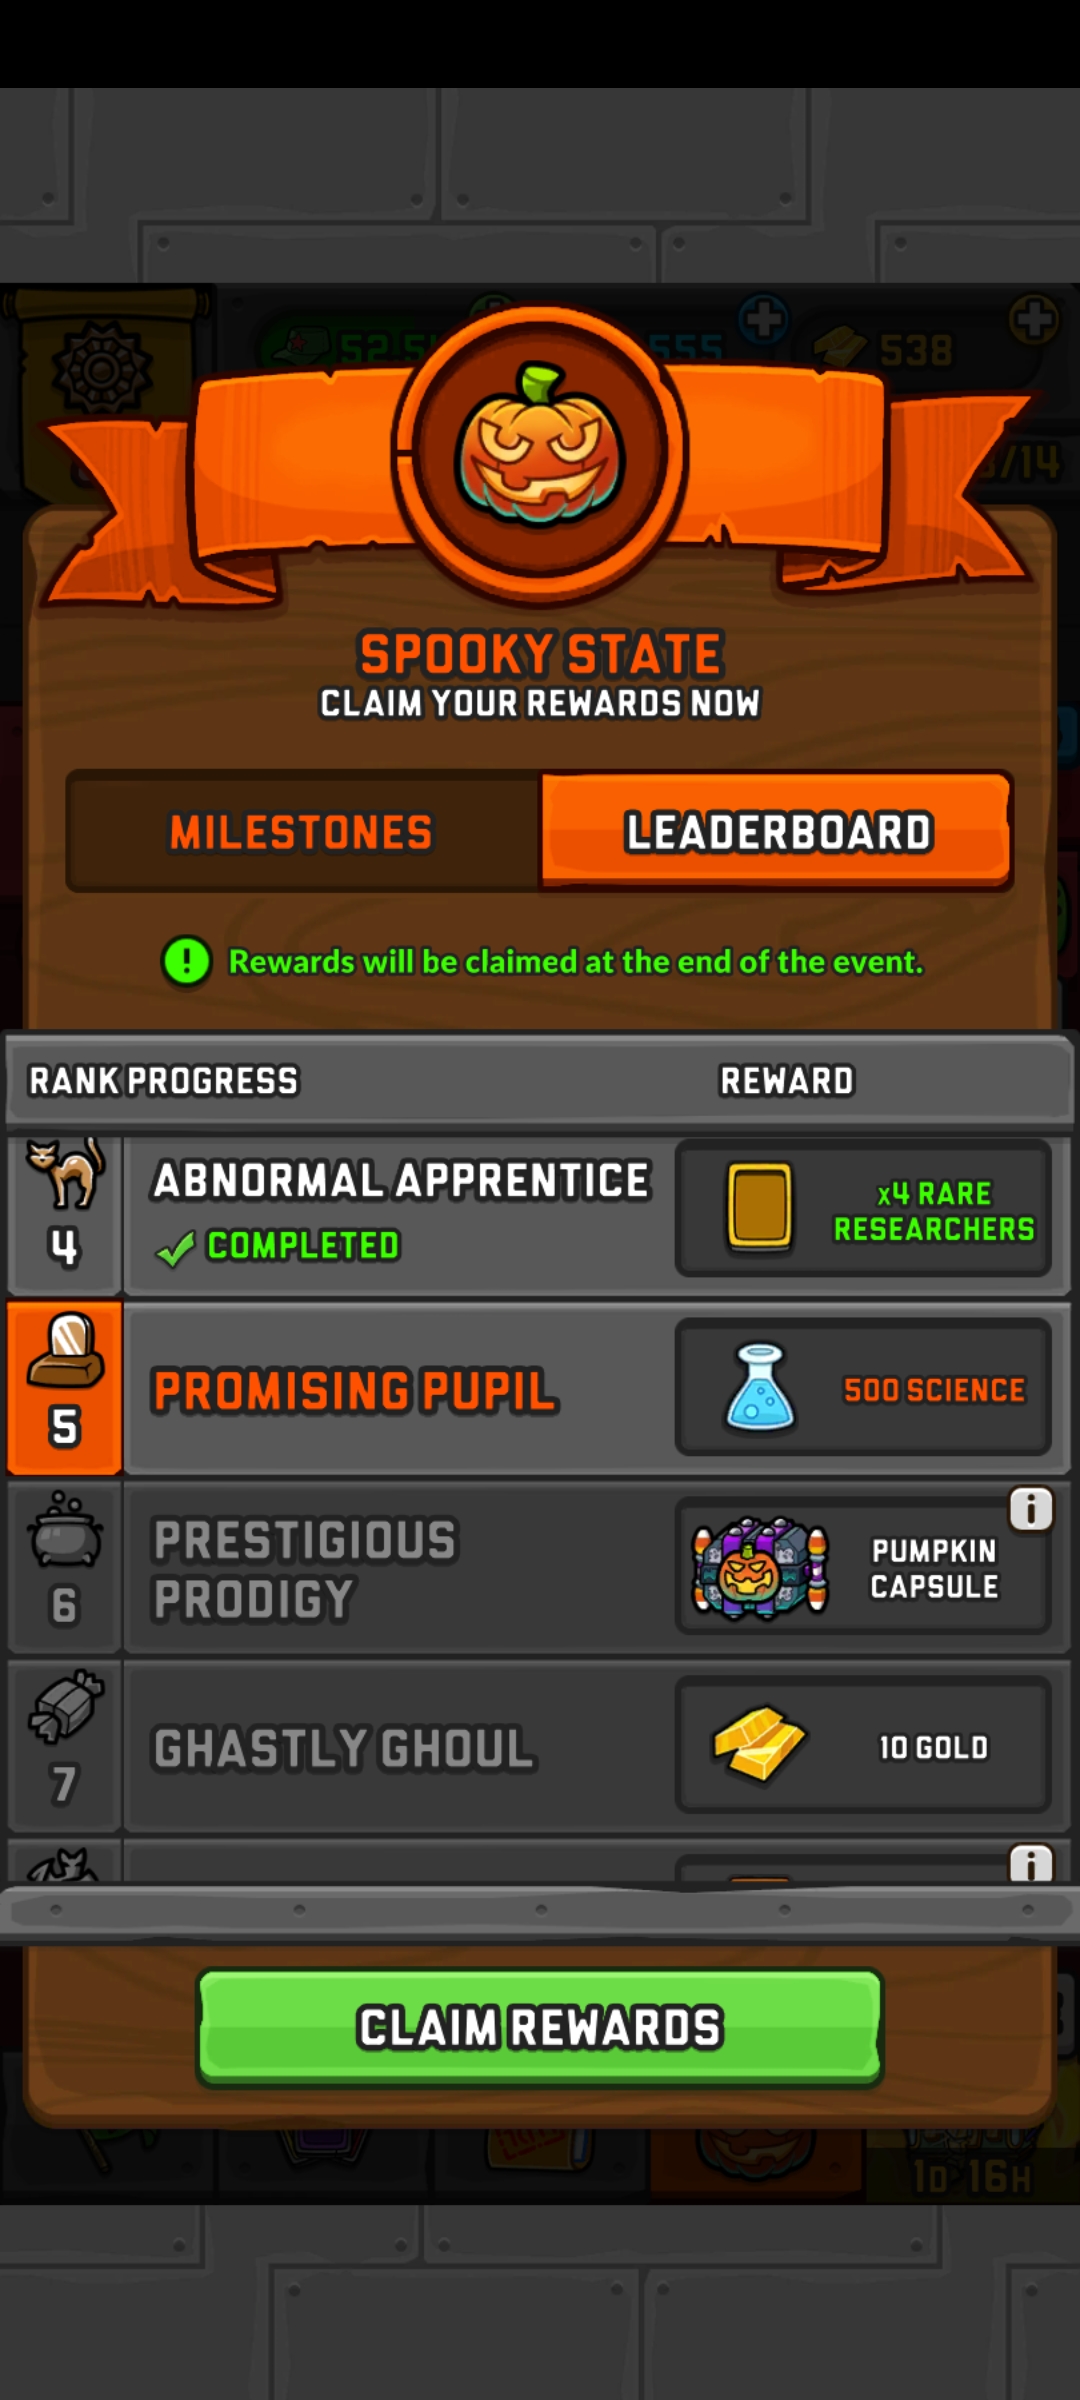 538
SPOOKY STATE
CLAIM YOUR REWARDS NOW
MILESTONES
LEADERBOARD
! Rewards will be claimed at the end of the event.
RANK PROGRESS
REWARD
4
ABNORMAL APPRENTICE
COMPLETED
x4 RARE
RESEARCHERS
5
PROMISING PUPIL
500 SCIENCE
6
PRESTIGIOUS
PRODIGY
PUMPKIN
CAPSULE
i
7
GHASTLY GHOUL
10 GOLD
i
CLAIM REWARDS
1D 16H